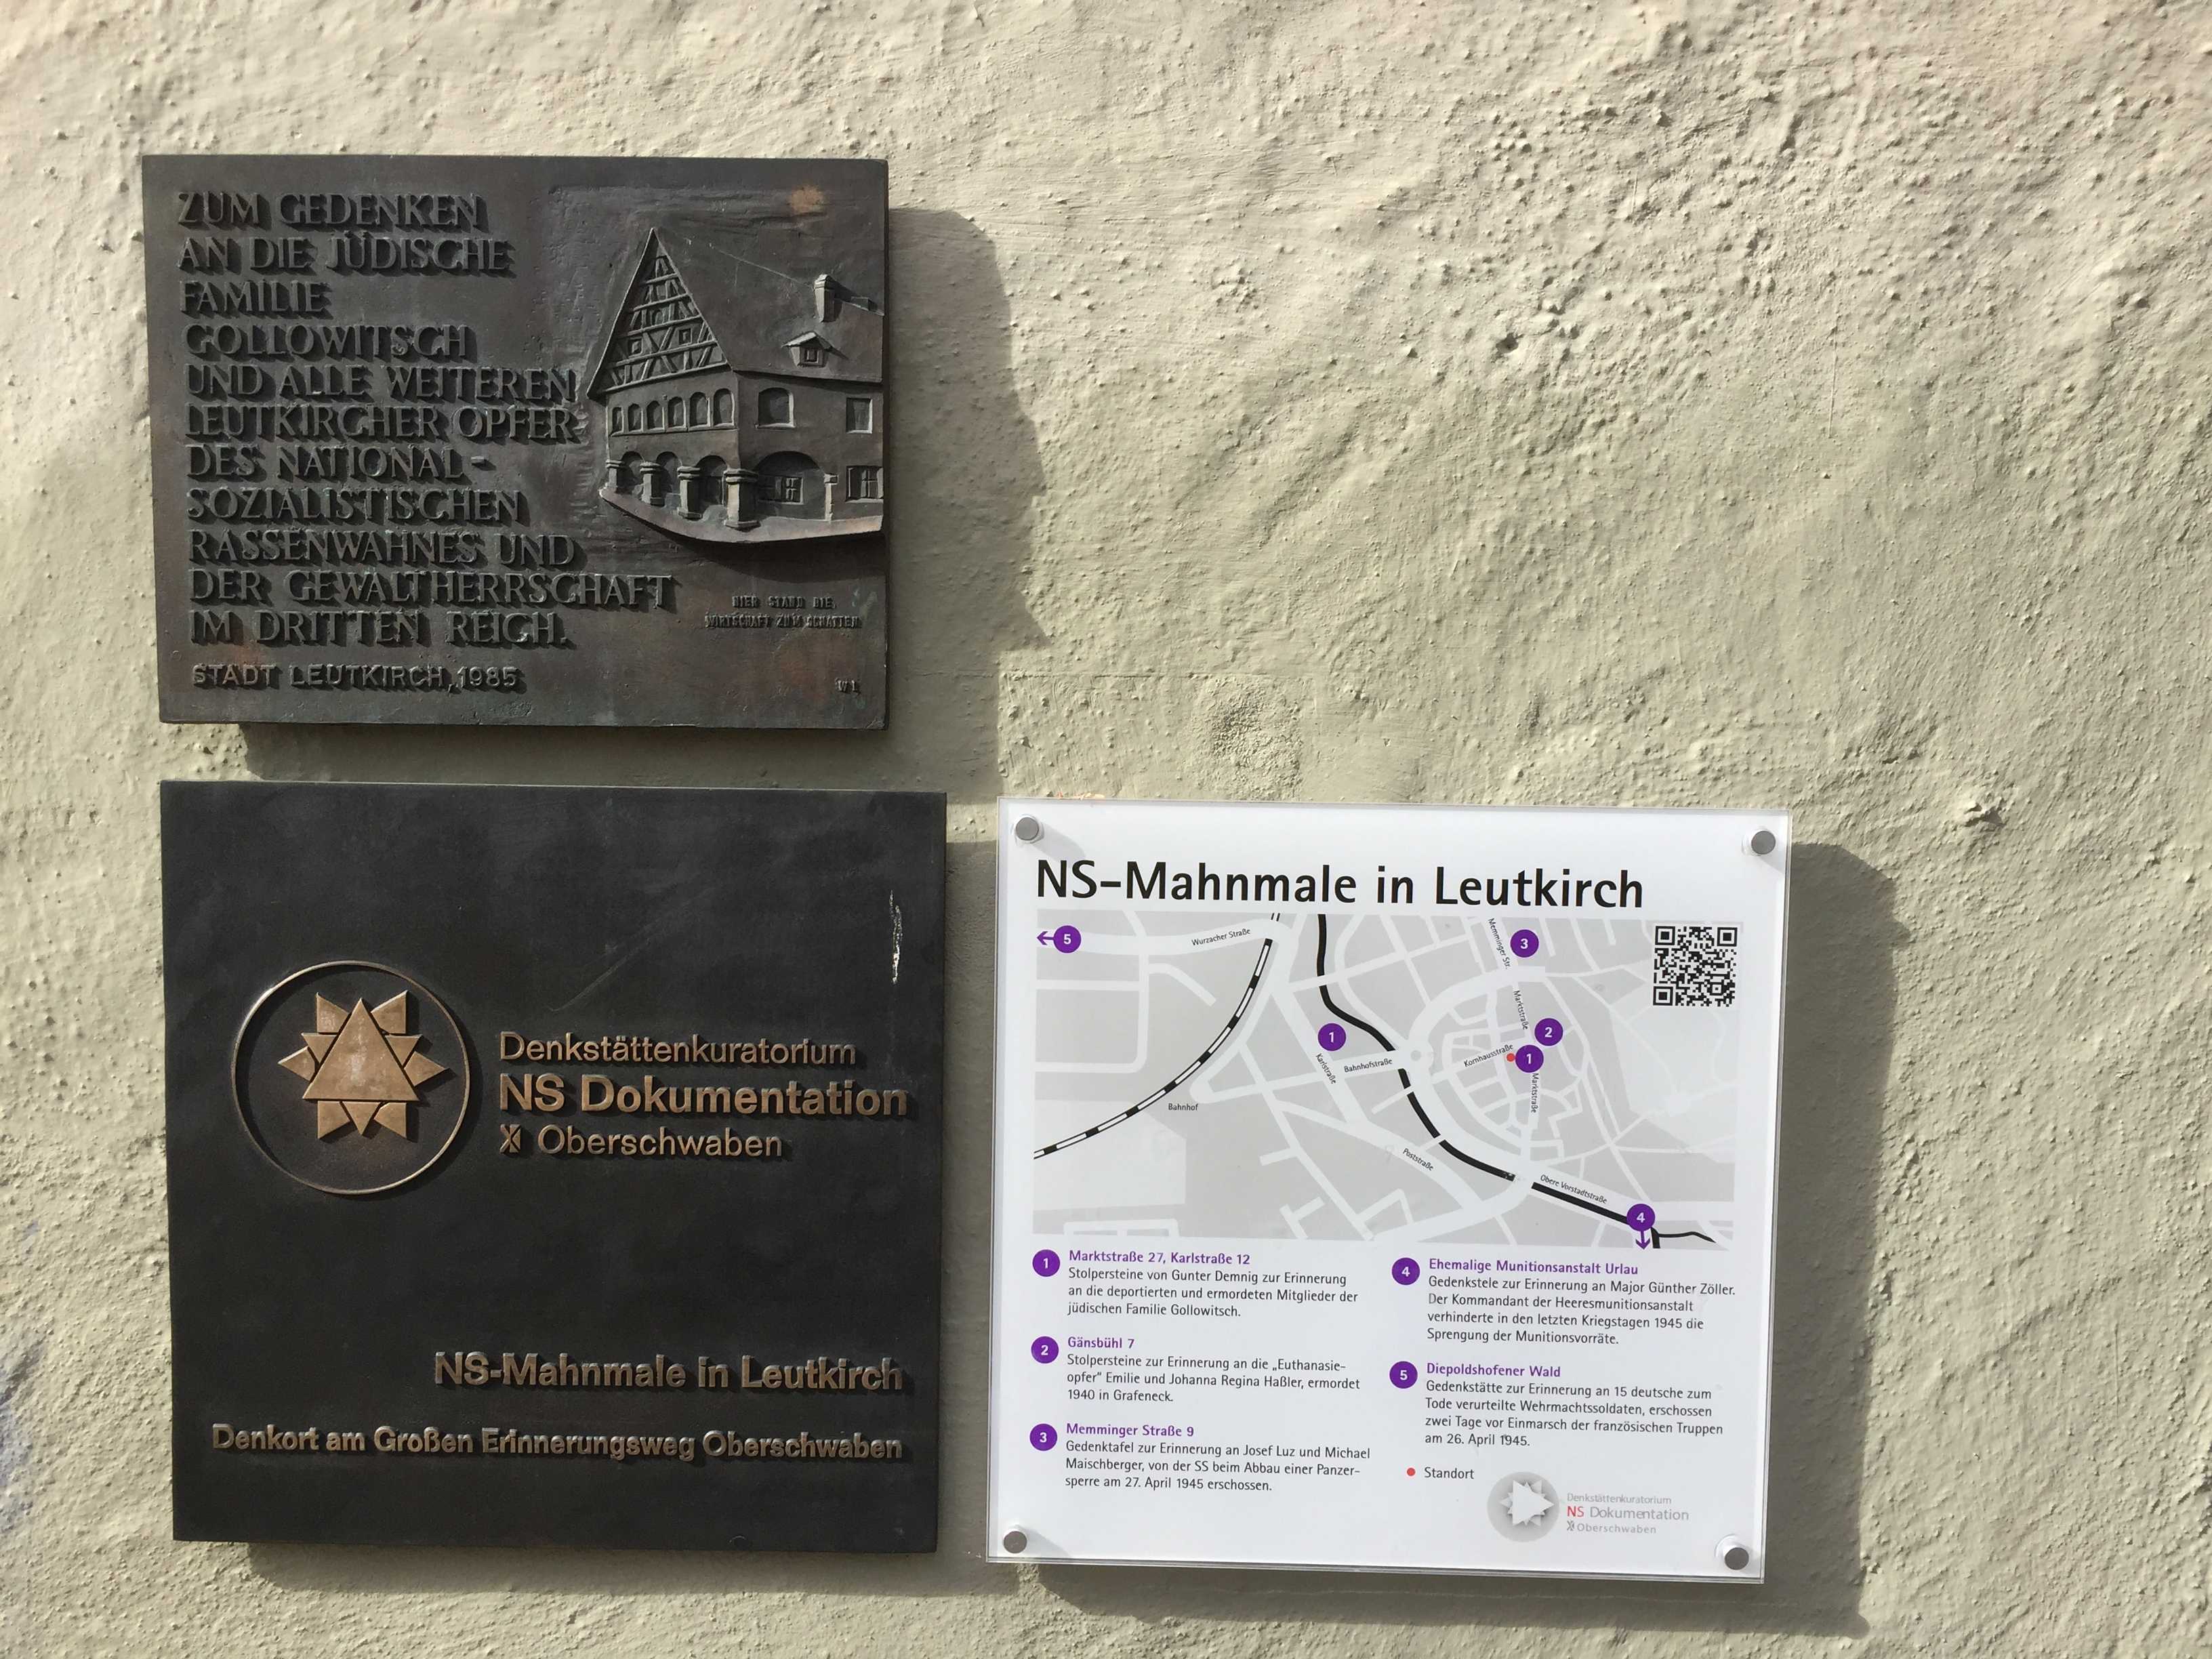 ZUM GEDENKEN
AN DIE JÜDISCHE
FAMILIE
GOLLOWITSCH
UND ALLE WEITEREN
LEUTKIRCHER OPFER
DES NATIONAL-
SOZIALISTISCHEN
RASSENWAHNES UND
DER GEWALTHERRSCHAFT
IM DRITTEN REICH.
STADT LEUTKIRCH, 1985
HIER STAND DIE
WIRTSCHAFT ZUM SCHATTEN
Denkstättenkuratorium
NS Dokumentation
Oberschwaben
NS-Mahnmale in Leutkirch
Denkort am Großen Erinnerungsweg Oberschwaben
NS-Mahnmale in Leutkirch
5
Wurzacher Straße
Memminger Str.
3
Marktstraße
1
2
Kornhausstraße
1
Karlstraße
Bahnhofstraße
Marktstraße
Bahnhof
Poststraße
Obere Vorstadtstraße
4
1 Marktstraße 27, Karlstraße 12
Stolpersteine von Gunter Demnig zur Erinnerung
an die deportierten und ermordeten Mitglieder der
jüdischen Familie Gollowitsch.
2 Gänsbühl 7
Stolpersteine zur Erinnerung an die „Euthanasie-
opfer“ Emilie und Johanna Regina Haßler, ermordet
1940 in Grafeneck.
3 Memminger Straße 9
Gedenktafel zur Erinnerung an Josef Luz und Michael
Maischberger, von der SS beim Abbau einer Panzer-
sperre am 27. April 1945 erschossen.
4 Ehemalige Munitionsanstalt Urlau
Gedenkstele zur Erinnerung an Major Günther Zöller.
Der Kommandant der Heeresmunitionsanstalt
verhinderte in den letzten Kriegstagen 1945 die
Sprengung der Munitionsvorräte.
5 Diepoldshofener Wald
Gedenkstätte zur Erinnerung an 15 deutsche zum
Tode verurteilte Wehrmachtssoldaten, erschossen
zwei Tage vor Einmarsch der französischen Truppen
am 26. April 1945.
Standort
Denkstättenkuratorium
NS Dokumentation
Oberschwaben